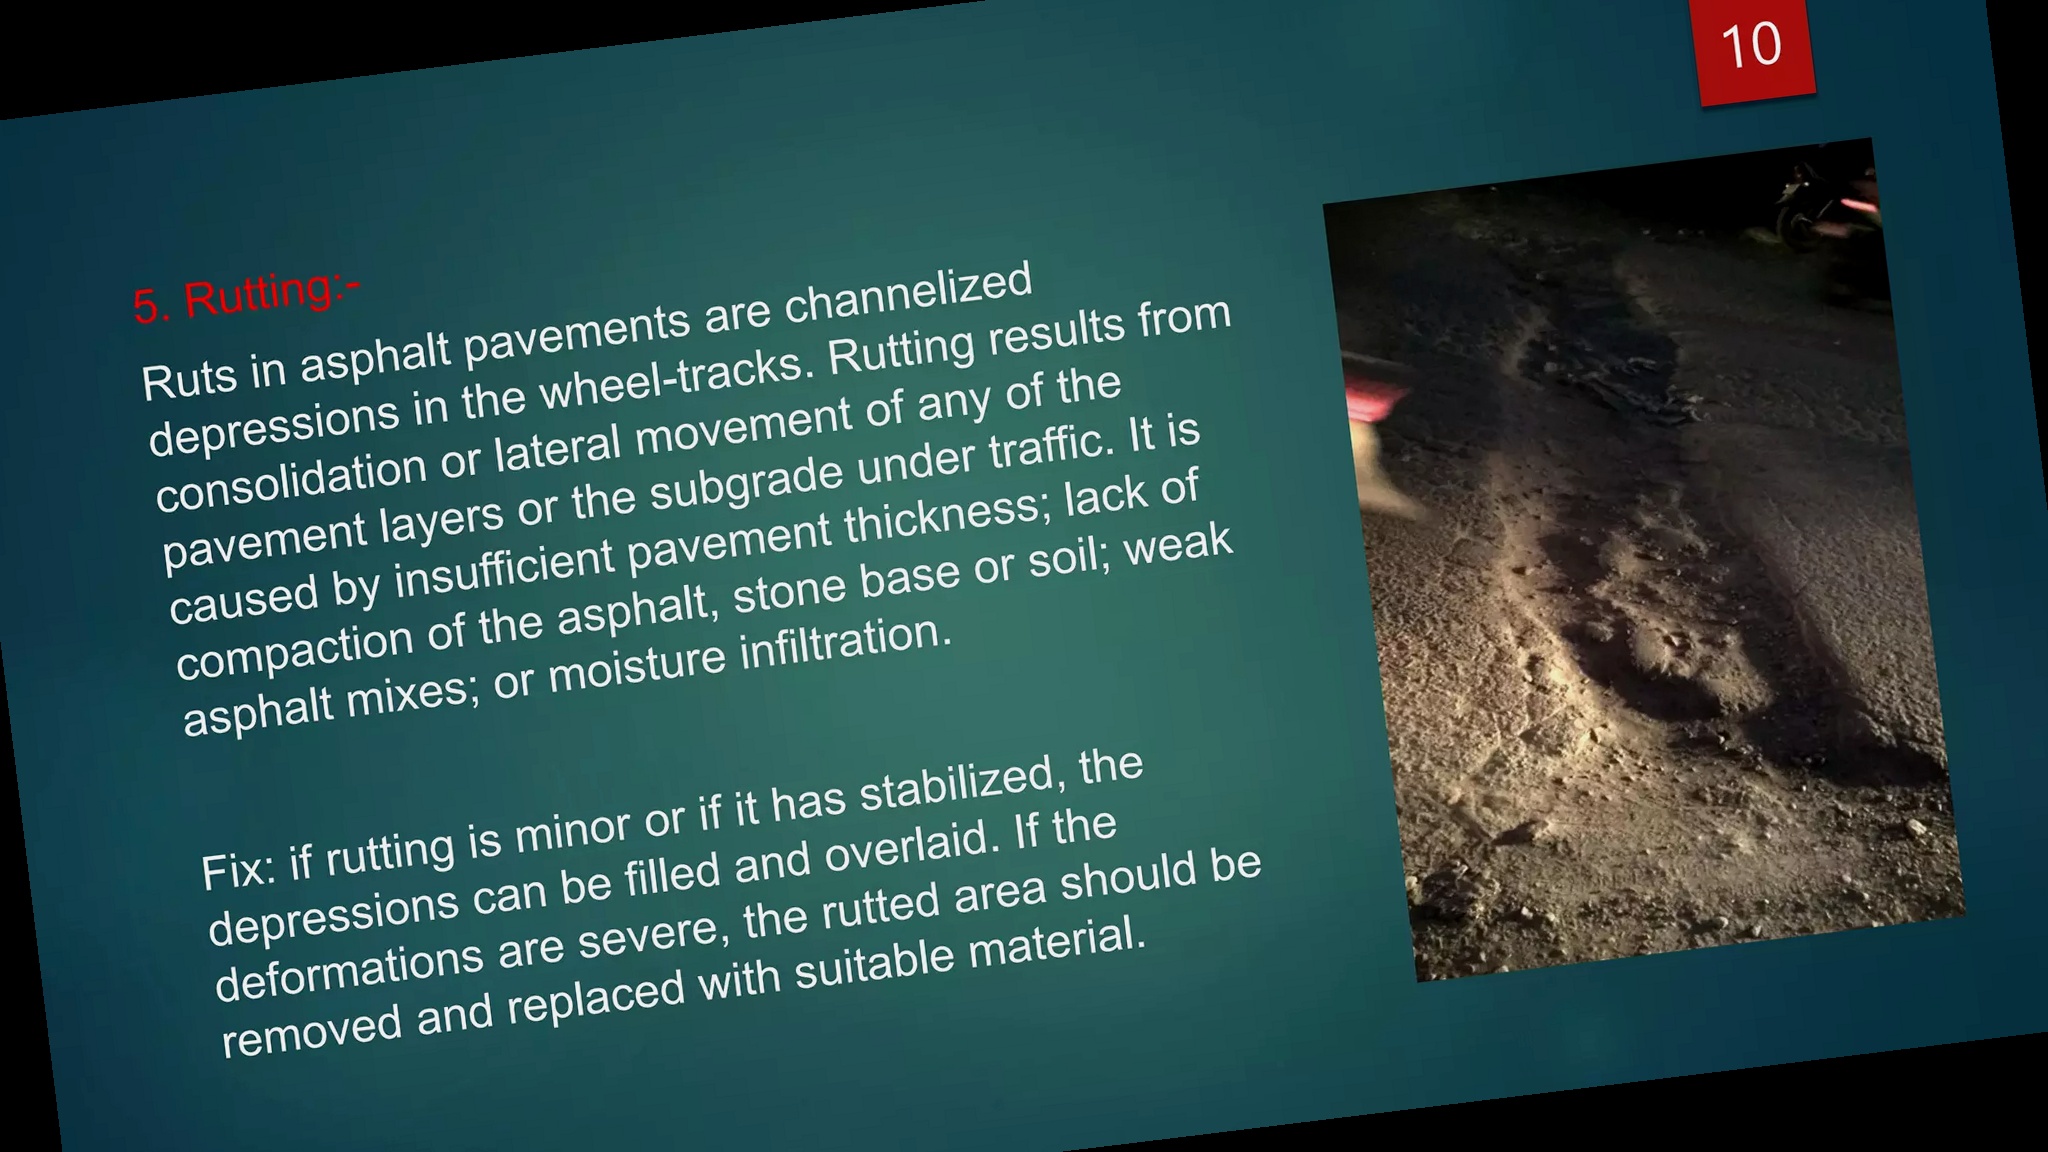 10
5. Rutting:-
Ruts in asphalt pavements are channelized
depressions in the wheel-tracks. Rutting results from
consolidation or lateral movement of any of the
pavement layers or the subgrade under traffic. It is
caused by insufficient pavement thickness; lack of
compaction of the asphalt, stone base or soil; weak
asphalt mixes; or moisture infiltration.
Fix: if rutting is minor or if it has stabilized, the
depressions can be filled and overlaid. If the
deformations are severe, the rutted area should be
removed and replaced with suitable material.